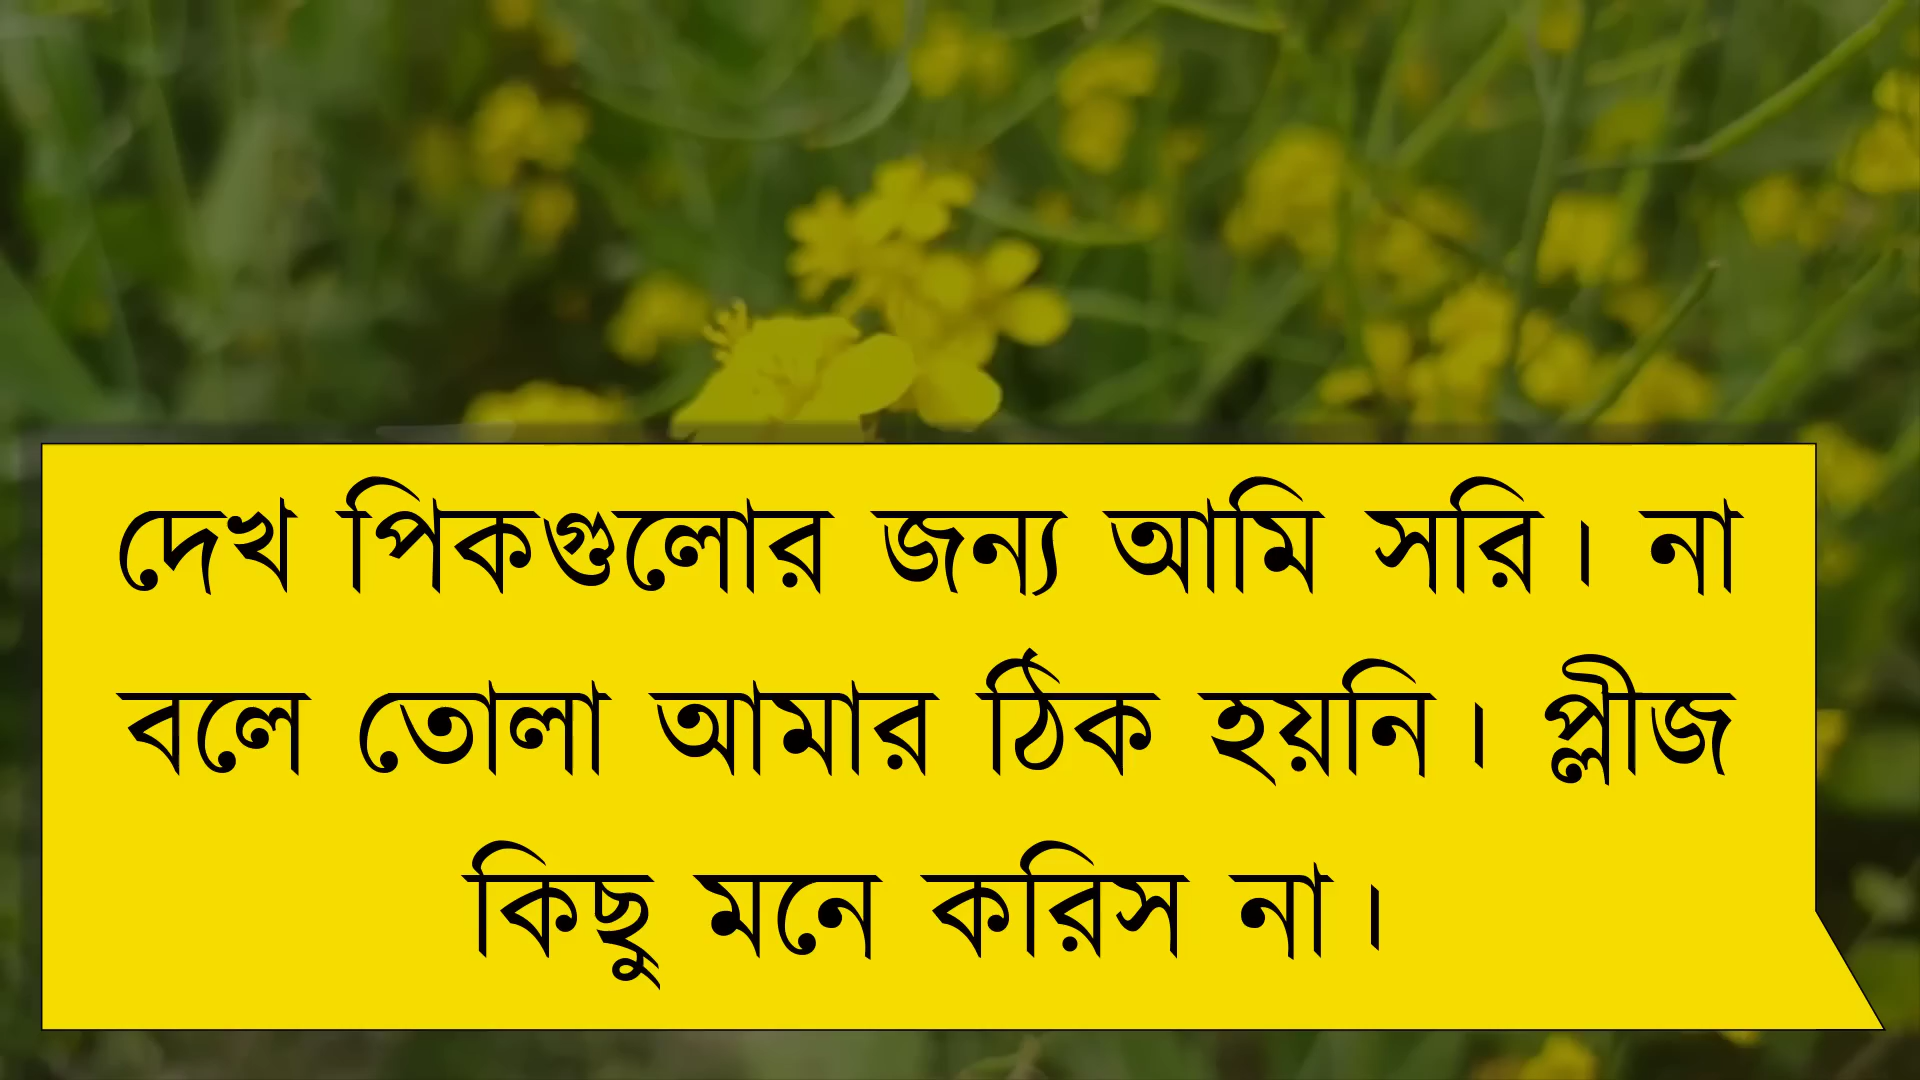 দেখ পিকগুলোর জন্য আমি সরি। না
বলে তোলা আমার ঠিক হয়নি। প্লীজ
কিছু মনে করিস না।